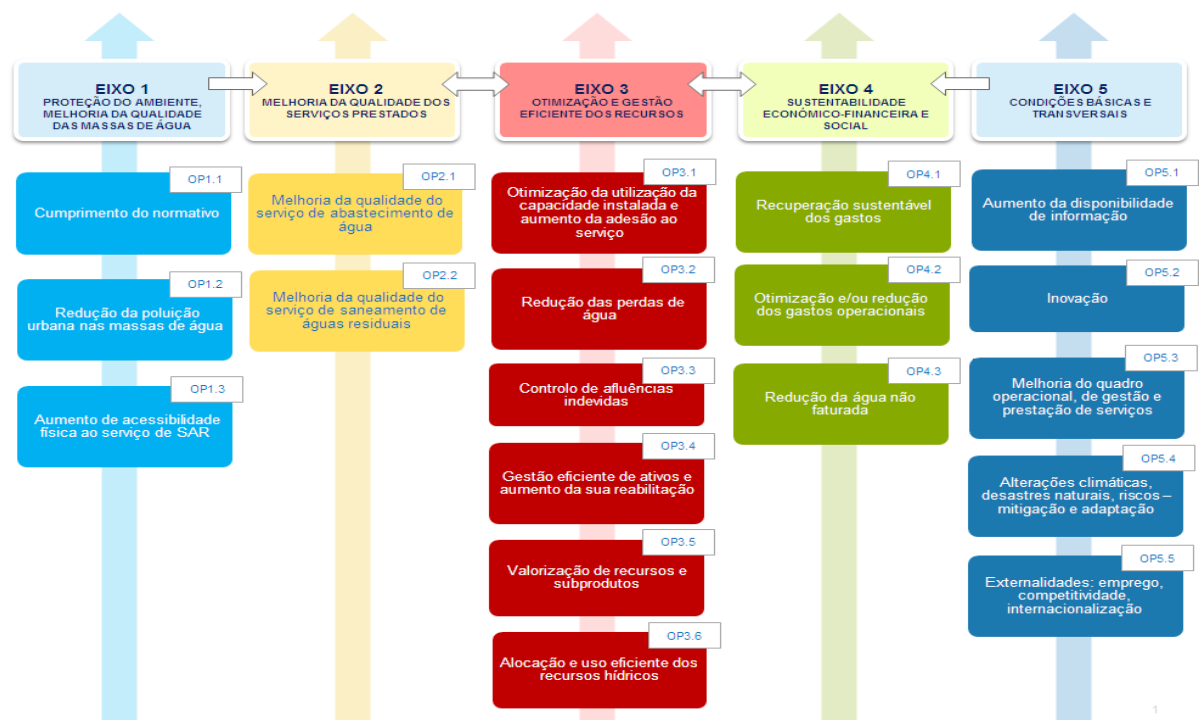 EIXO 1
PROTEÇÃO DO AMBIENTE,
MELHORIA DA QUALIDADE
DAS MASSAS DE ÁGUA
OP1.1
Cumprimento do normativo
OP1.2
Redução da poluição
urbana nas massas de água
OP1.3
Aumento de acessibilidade
física ao serviço de SAR
EIXO 2
MELHORIA DA QUALIDADE DOS
SERVIÇOS PRESTADOS
OP2.1
Melhoria da qualidade do
serviço de abastecimento de
água
OP2.2
Melhoria da qualidade do
serviço de saneamento de
águas residuais
EIXO 3
OTIMIZAÇÃO E GESTÃO
EFICIENTE DOS RECURSOS
OP3.1
Otimização da utilização da
capacidade instalada e
aumento da adesão ao
serviço
OP3.2
Redução das perdas de
água
OP3.3
Controlo de afluências
indevidas
OP3.4
Gestão eficiente de ativos e
aumento da sua reabilitação
OP3.5
Valorização de recursos e
subprodutos
OP3.6
Alocação e uso eficiente dos
recursos hídricos
EIXO 4
SUSTENTABILIDADE
ECONÓMICO-FINANCEIRA E
SOCIAL
OP4.1
Recuperação sustentável
dos gastos
OP4.2
Otimização e/ou redução
dos gastos operacionais
OP4.3
Redução da água não
faturada
EIXO 5
CONDIÇÕES BÁSICAS E
TRANSVERSAIS
OP5.1
Aumento da disponibilidade
de informação
OP5.2
Inovação
OP5.3
Melhoria do quadro
operacional, de gestão e
prestação de serviços
OP5.4
Alterações climáticas,
desastres naturais, riscos –
mitigação e adaptação
OP5.5
Externalidades: emprego,
competitividade,
internacionalização
1